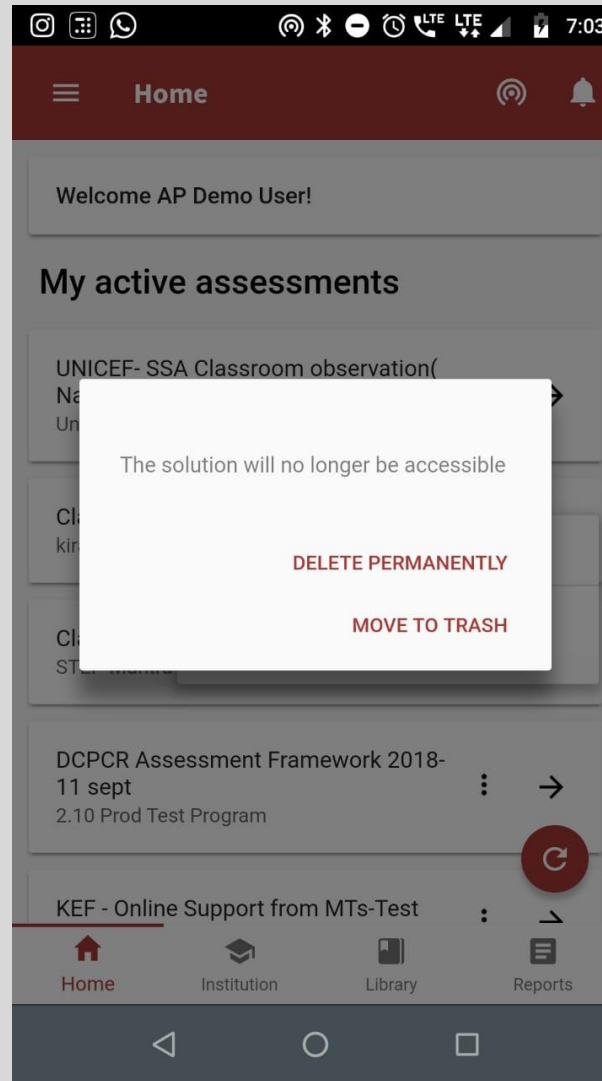 7:03
Home
Welcome AP Demo User!
My active assessments
UNICEF- SSA Classroom observation(
The solution will no longer be accessible
DELETE PERMANENTLY
MOVE TO TRASH
DCPCR Assessment Framework 2018-
11 sept
2.10 Prod Test Program
KEF - Online Support from MTs-Test
Home Institution Library Reports